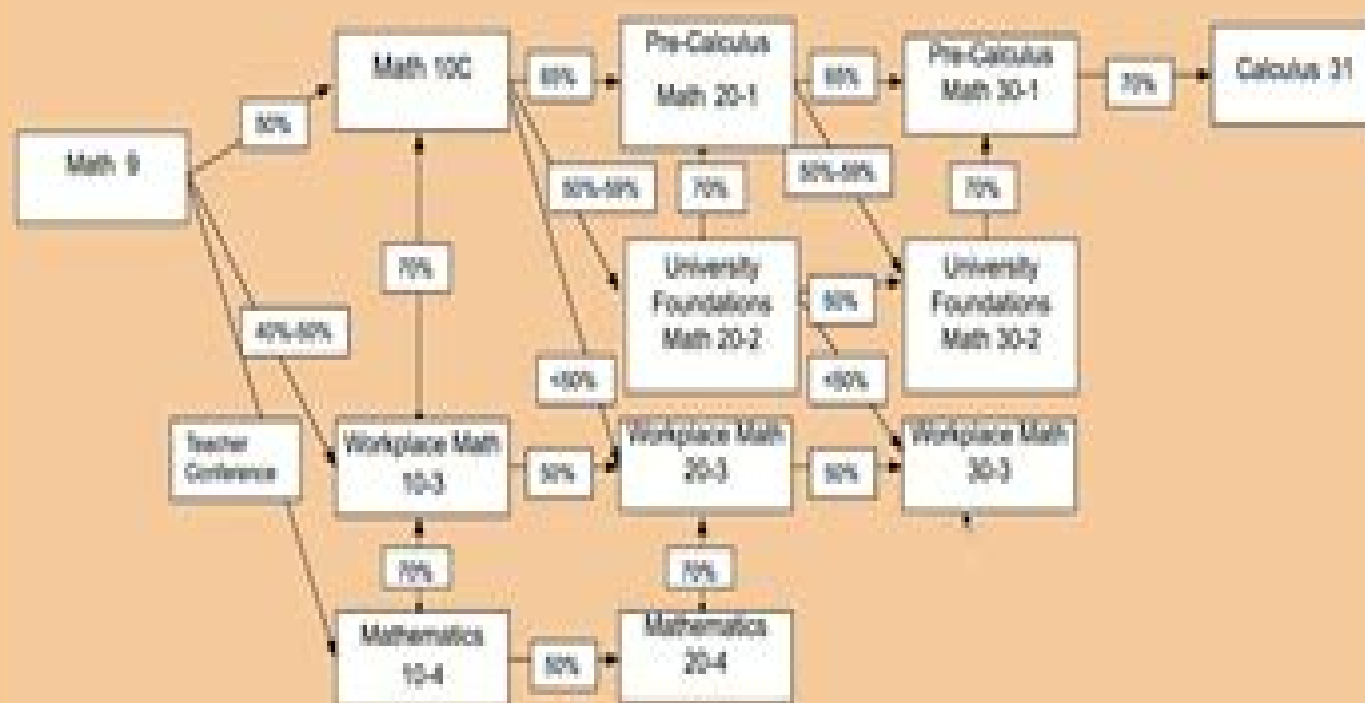 Math 9
Math 10C
Pre-Calculus
Math 20-1
Pre-Calculus
Math 30-1
Calculus 31
70%
50%-59%
70%
50%-59%
70%
70%
University
Foundations
Math 20-2
University
Foundations
Math 30-2
50%
40%-50%
<50%
<50%
Teacher
Conference
Workplace Math
10-3
50%
Workplace Math
20-3
50%
Workplace Math
30-3
70%
70%
Mathematics
10-4
50%
Mathematics
20-4